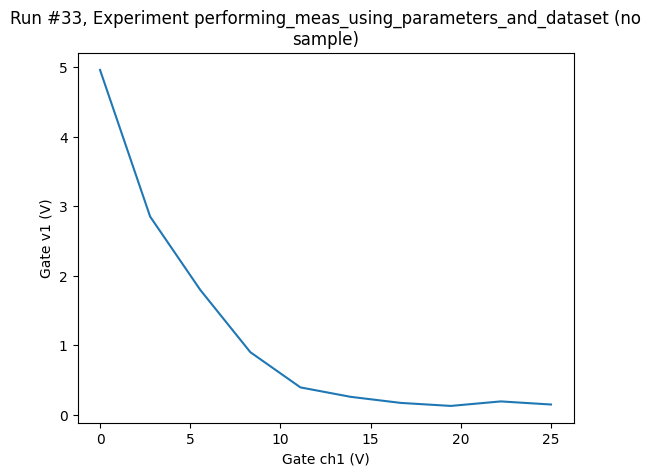 Run #33, Experiment performing_meas_using_parameters_and_dataset (no
sample)
5
4
3
2
1
0
Gate v1 (V)
0 5 10 15 20 25
Gate ch1 (V)